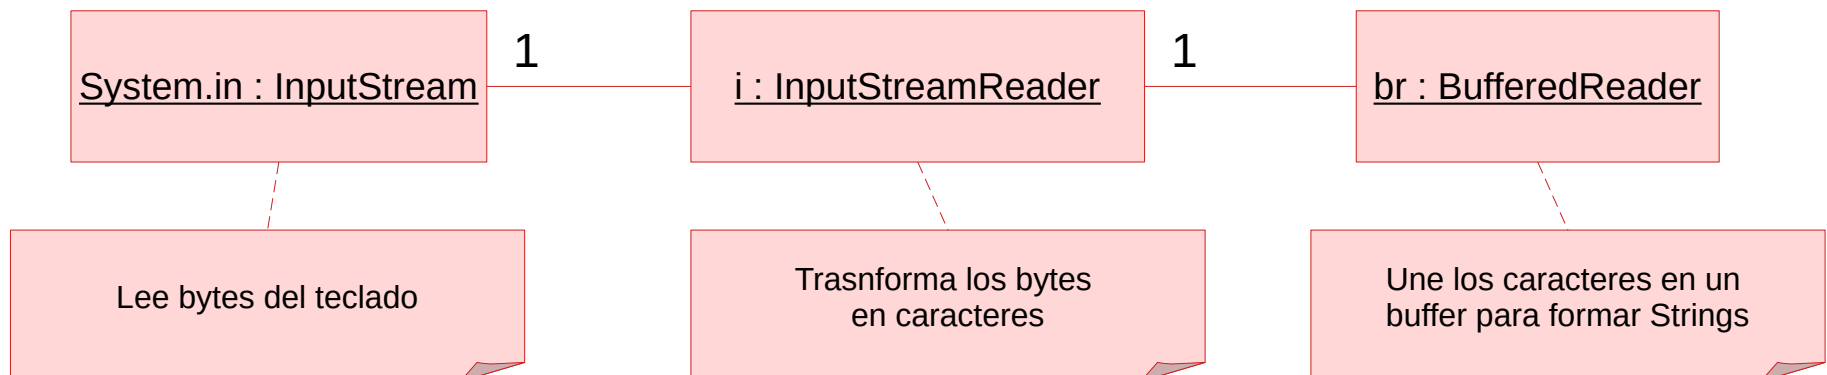 System.in : InputStream
1
i : InputStreamReader
1
br : BufferedReader
Lee bytes del teclado
Trasnforma los bytes
en caracteres
Une los caracteres en un
buffer para formar Strings